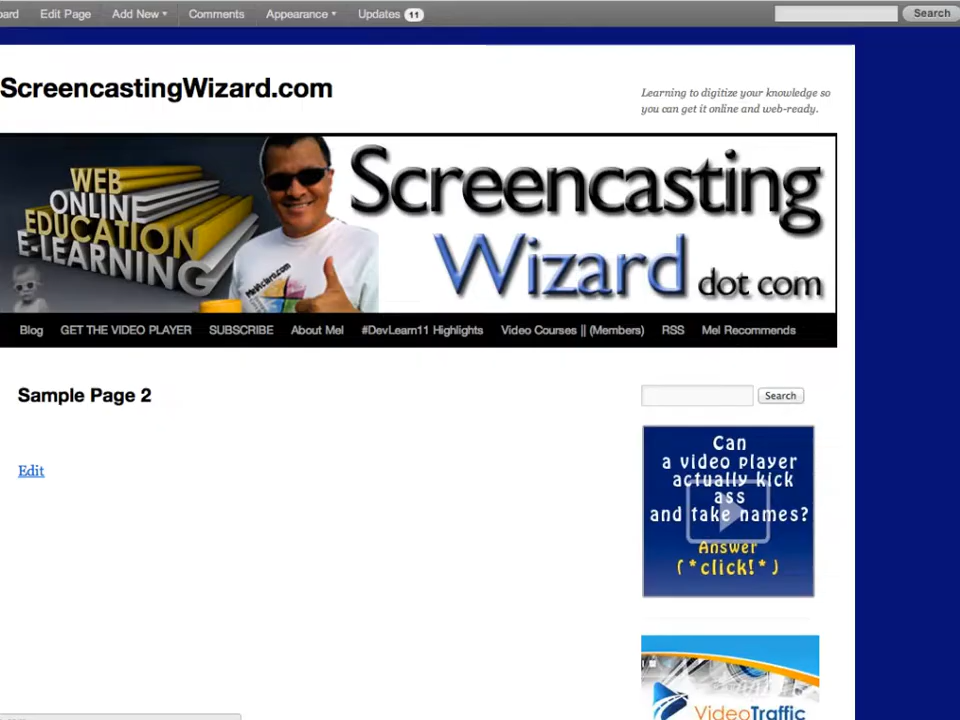 Edit Page Add New Comments Appearance Updates 11 Search
ScreencastingWizard.com
Learning to digitize your knowledge so
you can get it online and web-ready.
WEB
ONLINE
EDUCATION
E-LEARNING
Screencasting
Wizard dot com
Blog GET THE VIDEO PLAYER SUBSCRIBE About Mel #DevLearn11 Highlights Video Courses || (Members) RSS Mel Recommends
Sample Page 2
Search
Edit
Can
a video player
actually kick
ass
and take names?
Answer
(*click!*)
VideoTraffic